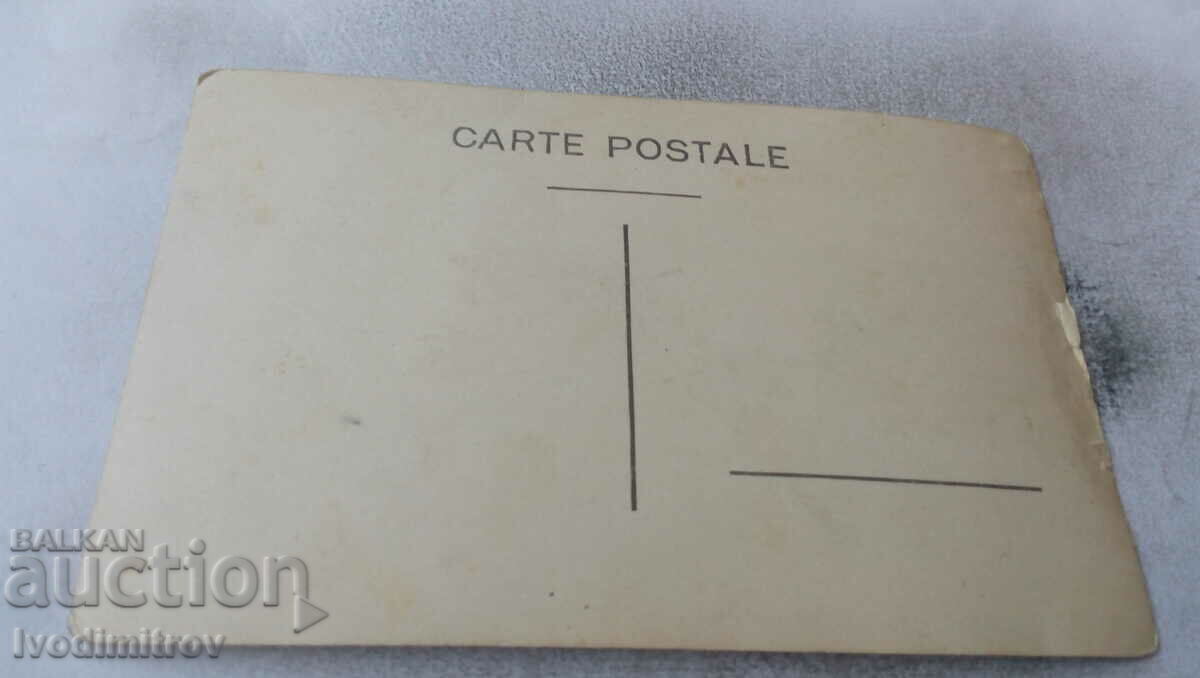 CARTE POSTALE
BALKAN
auction
Ivodimitrov